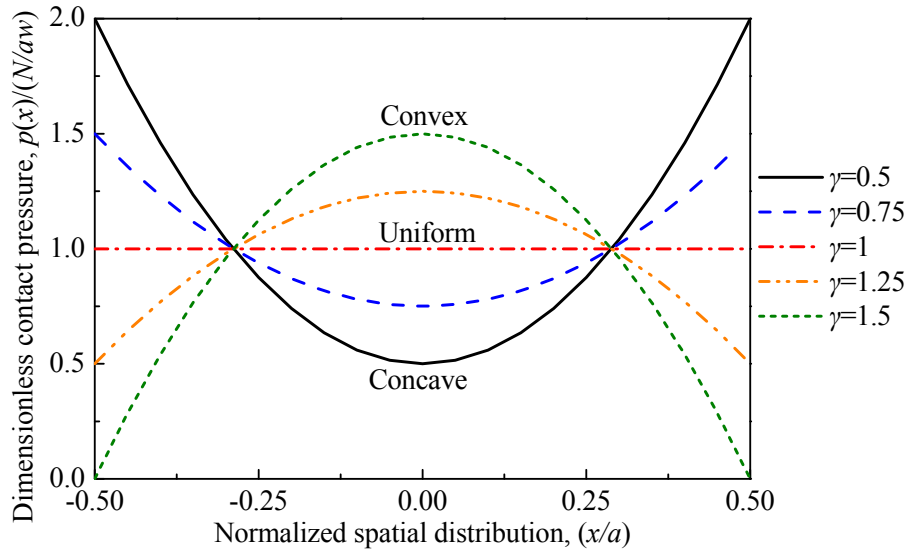 2.0
1.5
1.0
0.5
0.0
Dimensionless contact pressure, p(x)/(N/aw)
Convex
Uniform
Concave
-0.50
-0.25
0.00
0.25
0.50
Normalized spatial distribution, (x/a)
γ=0.5
γ=0.75
γ=1
γ=1.25
γ=1.5